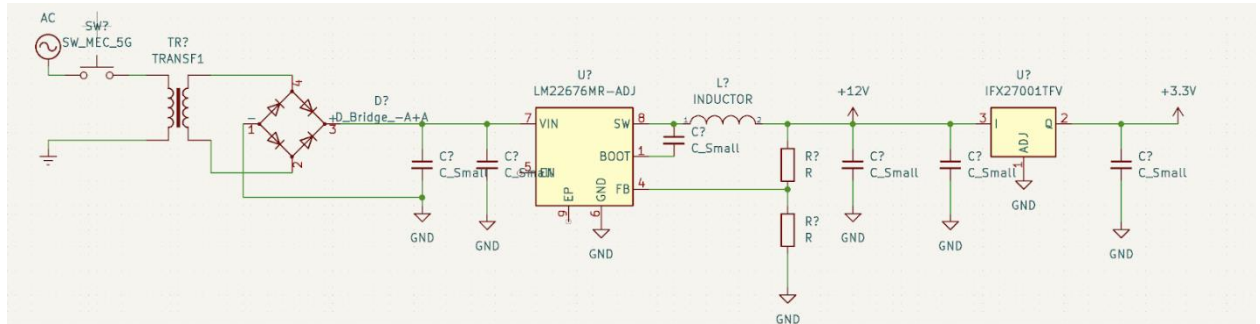 AC
SW?
SW_MEC_5G
TR?
TRANSF1
4
-
1
+
3
2
D?
D_Bridge_-A+A
C?
C_Small
C?
C_Small
U?
LM22676MR-ADJ
7
VIN
SW
8
BOOT
1
5
EN
FB
4
EP
9
GND
6
GND
GND
GND
L?
INDUCTOR
1
2
C?
C_Small
R?
R
R?
R
GND
+12V
C?
C_Small
GND
C?
C_Small
GND
U?
IFX27001TFV
3
I
Q
2
ADJ
1
GND
+3.3V
C?
C_Small
GND